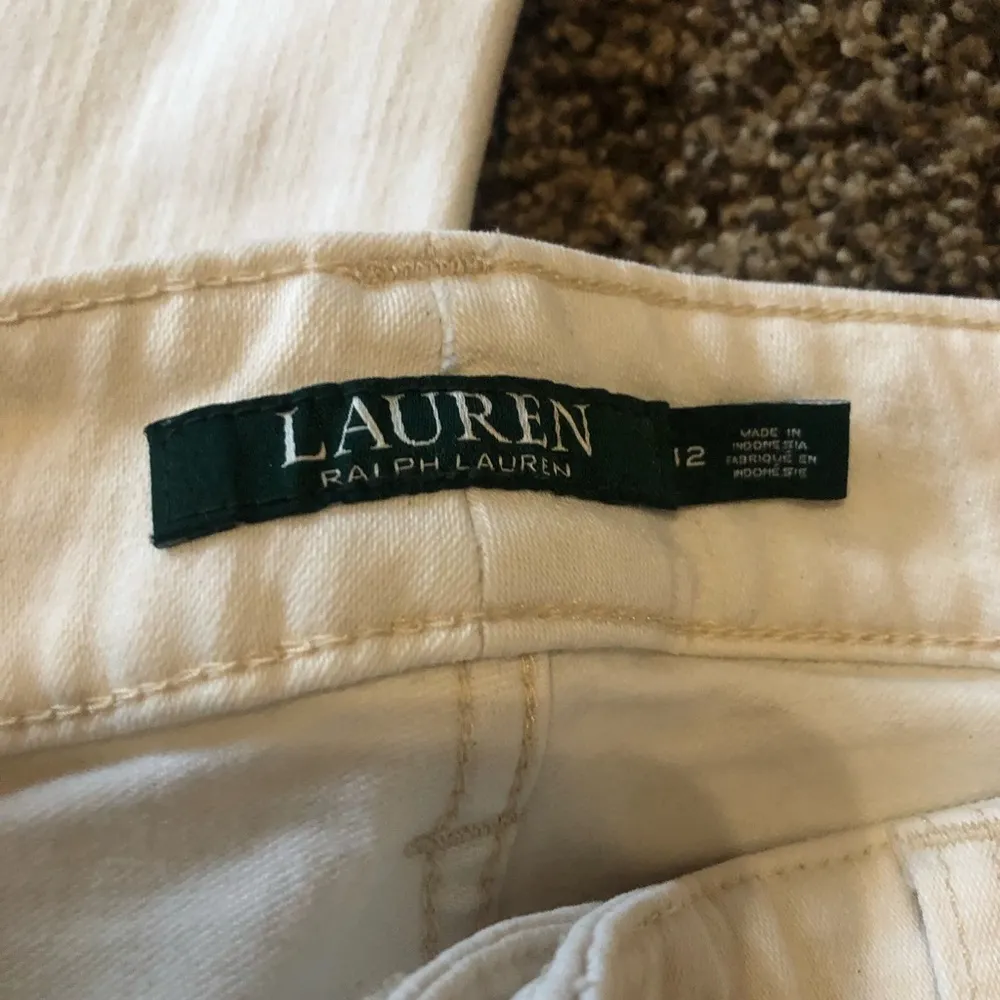 LAUREN
RALPH LAUREN
12
MADE IN
INDONESIA
FABRIQUÉ EN
INDONÉSIE